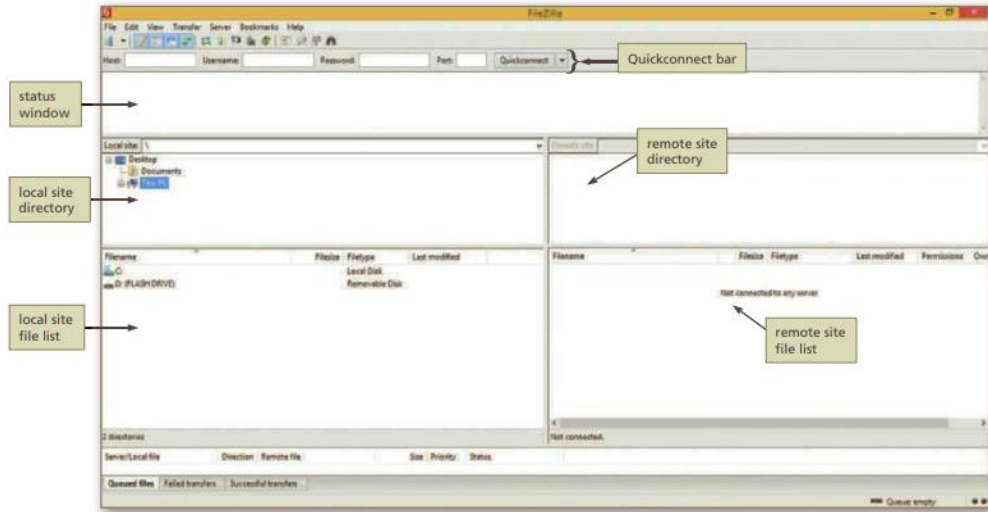 FileZilla
File Edit View Transfer Server Bookmarks Help
Host: Username: Password: Port: Quickconnect
Quickconnect bar
status
window
Local site: \
Remote site:
remote site
directory
Desktop
Documents
This PC
local site
directory
Filename Filesize Filetype Last modified
Filename Filesize Filetype Last modified Permissions Own
C: Local Disk
D: (FLASH DRIVE) Removable Disk
Not connected to any server
local site
file list
remote site
file list
2 directories
Not connected.
Server/Local file Direction Remote file Size Priority Status
Queued files Failed transfers Successful transfers
Queue: empty